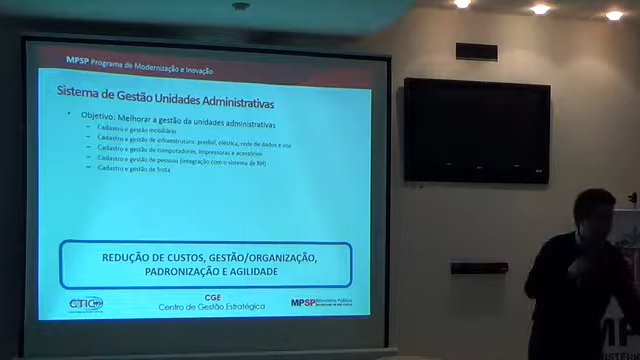 MPSP Programa de Modernização e Inovação
Sistema de Gestão Unidades Administrativas
• Objetivo: Melhorar a gestão da unidades administrativas
– Cadastro e gestão mobiliário
– Cadastro e gestão de infraestrutura: predial, elétrica, rede de dados e voz
– Cadastro e gestão de computadores, impressoras e acessórios
– Cadastro e gestão de pessoas (integração com o sistema de RH)
– Cadastro e gestão de frota
REDUÇÃO DE CUSTOS, GESTÃO/ORGANIZAÇÃO,
PADRONIZAÇÃO E AGILIDADE
CTIC
CGE
Centro de Gestão Estratégica
MPSP Ministério Público
MP